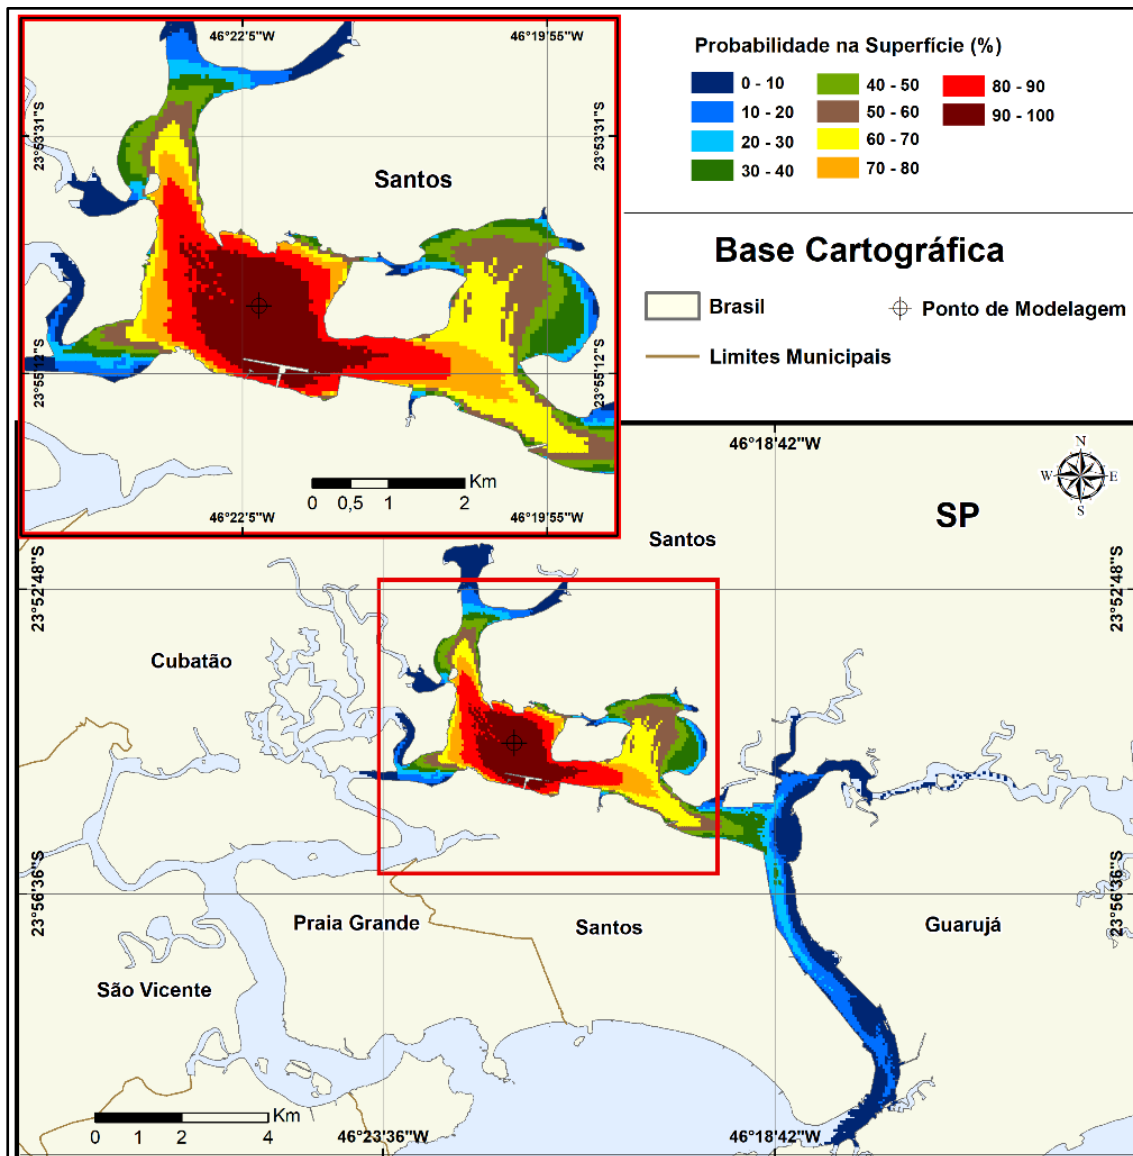 46°22'5"W
46°19'55"W
23°53'31"S
23°53'31"S
Santos
23°55'12"S
23°55'12"S
Km
0 0,5 1 2
46°22'5"W
46°19'55"W
Probabilidade na Superfície (%)
0 - 10
10 - 20
20 - 30
30 - 40
40 - 50
50 - 60
60 - 70
70 - 80
80 - 90
90 - 100
Base Cartográfica
Brasil
Ponto de Modelagem
Limites Municipais
46°18'42"W
N
W E
S
SP
Santos
23°52'48"S
23°52'48"S
Cubatão
23°56'36"S
23°56'36"S
Praia Grande
Santos
Guarujá
São Vicente
Km
0 1 2 4
46°23'36"W
46°18'42"W